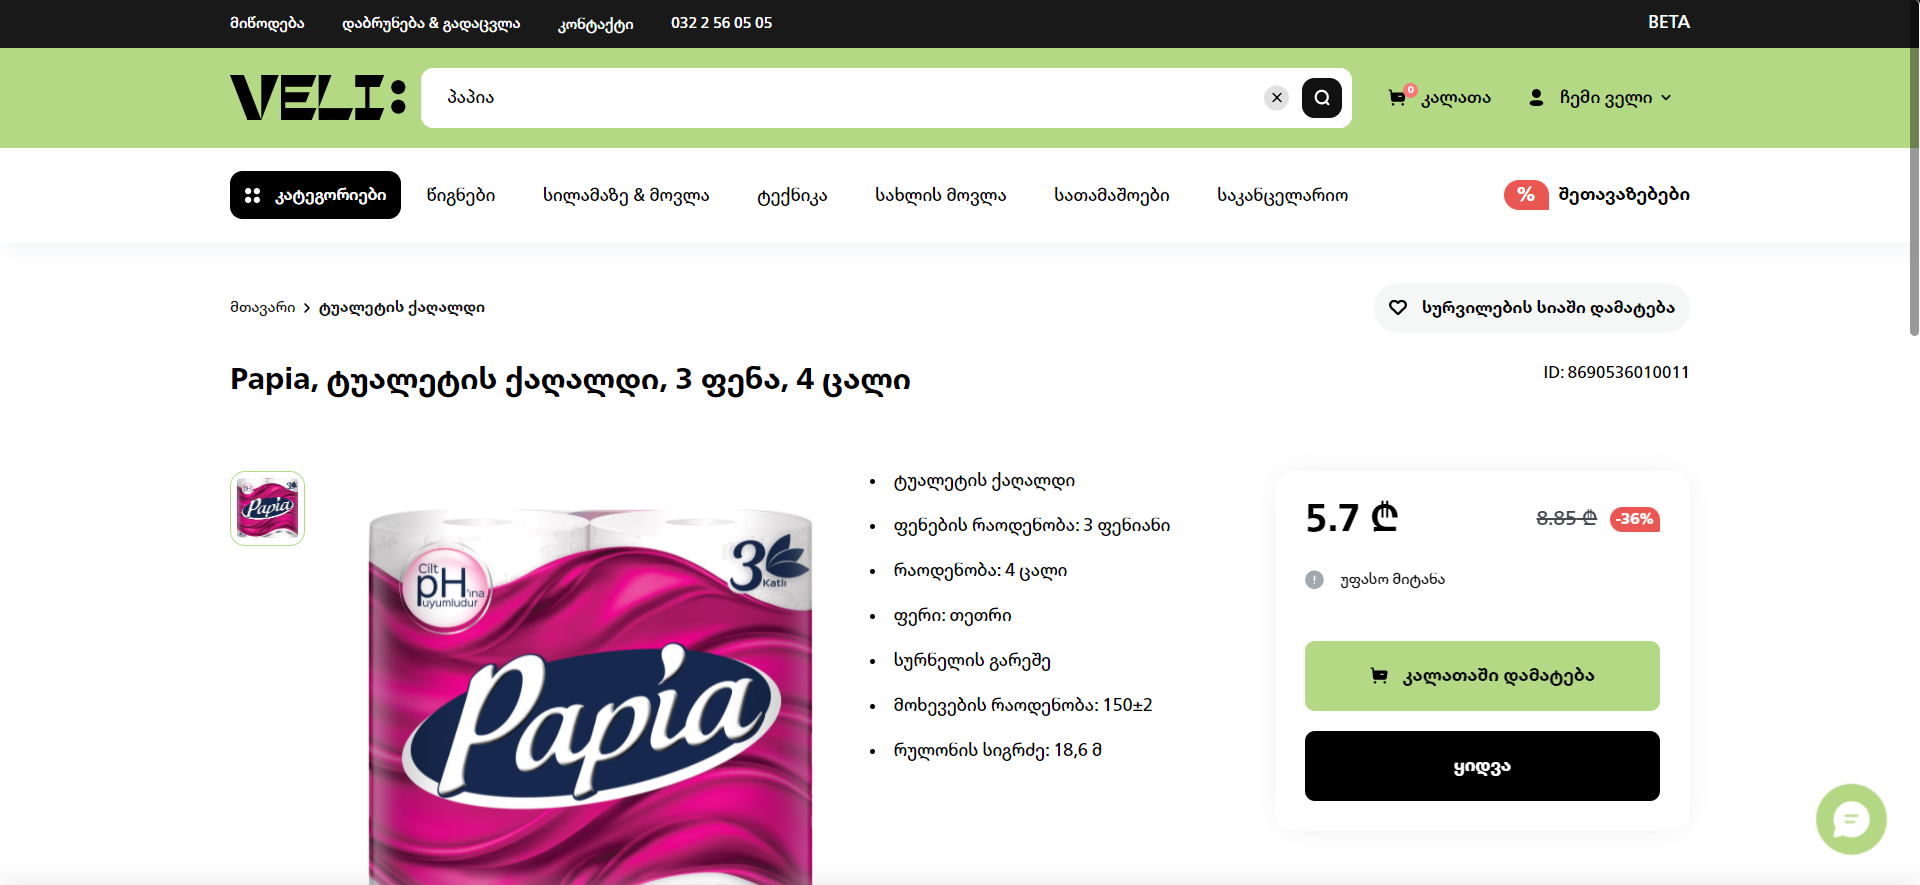 მიწოდება
დაბრუნება & გადაცვლა
კონტაქტი
032 2 56 05 05
BETA
VELI:
პაპია
0
კალათა
ჩემი ველი
კატეგორიები
წიგნები
სილამაზე & მოვლა
ტექნიკა
სახლის მოვლა
სათამაშოები
საკანცელარიო
%
შეთავაზებები
მთავარი
ტუალეტის ქაღალდი
სურვილების სიაში დამატება
Papia, ტუალეტის ქაღალდი, 3 ფენა, 4 ცალი
ID: 8690536010011
Papia
3 Katlı
Cilt
pH'ına
uyumludur
Papia
Papia
• ტუალეტის ქაღალდი
• ფენების რაოდენობა: 3 ფენიანი
• რაოდენობა: 4 ცალი
• ფერი: თეთრი
• სურნელის გარეშე
• მოხევების რაოდენობა: 150±2
• რულონის სიგრძე: 18,6 მ
5.7 ₾
8.85 ₾
-36%
უფასო მიტანა
კალათაში დამატება
ყიდვა